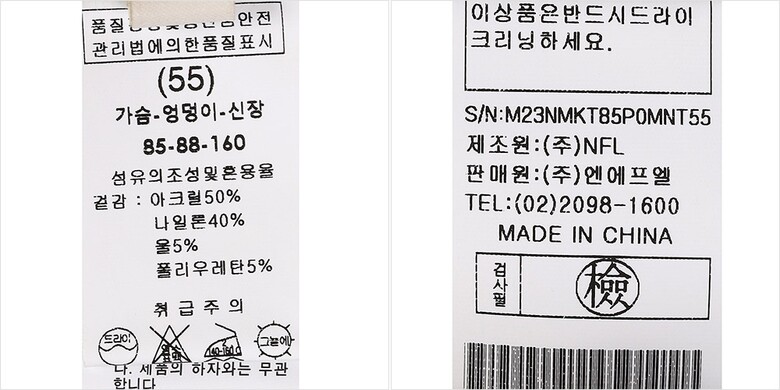 관리법에의한품질표시
(55)
가슴-엉덩이-신장
85-88-160
섬유의조성및혼용율
겉감 : 아크릴50%
나일론40%
울5%
폴리우레탄5%
취급주의
드라이
140-160℃
그늘에
나. 제품의 하자와는 무관
합니다
이상품은반드시드라이
크리닝하세요.
S/N:M23NMKT85P0MNT55
제조원:(주)NFL
판매원:(주)엔에프엘
TEL:(02)2098-1600
MADE IN CHINA
검사필
檢